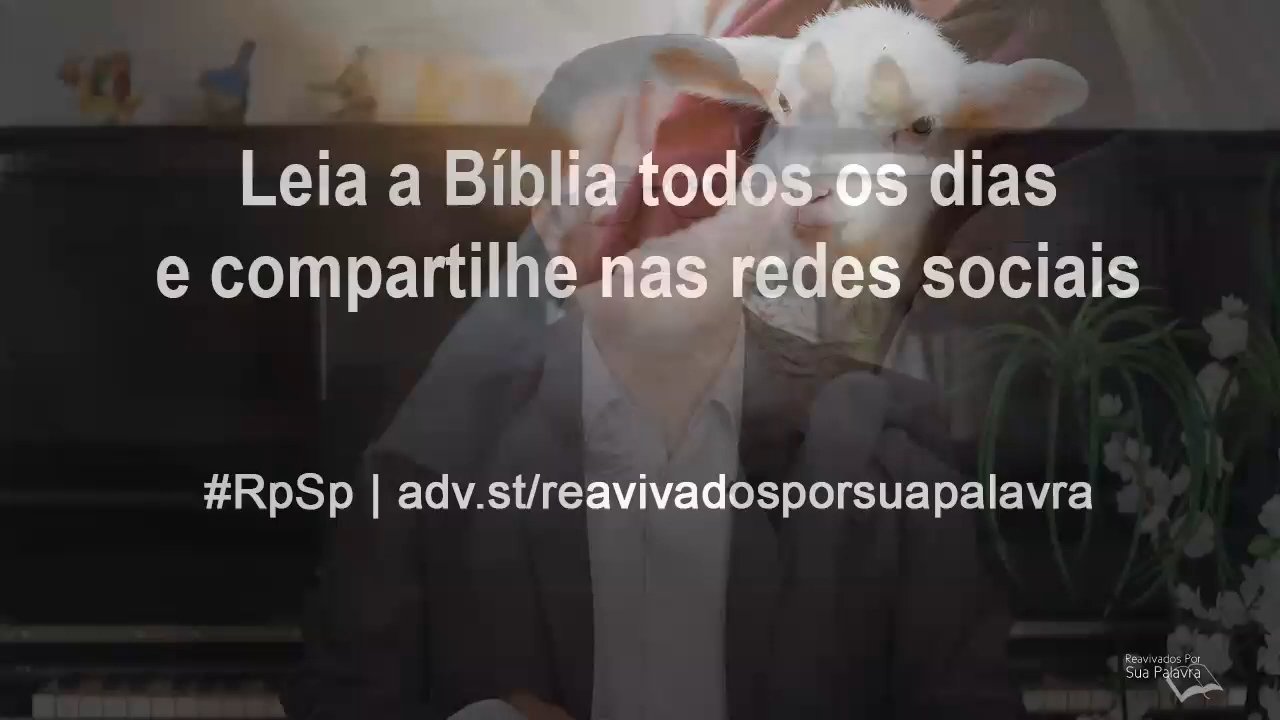 Leia a Bíblia todos os dias
e compartilhe nas redes sociais
#RpSp | adv.st/reavivadosporsuapalavra
Reavivados Por
Sua Palavra